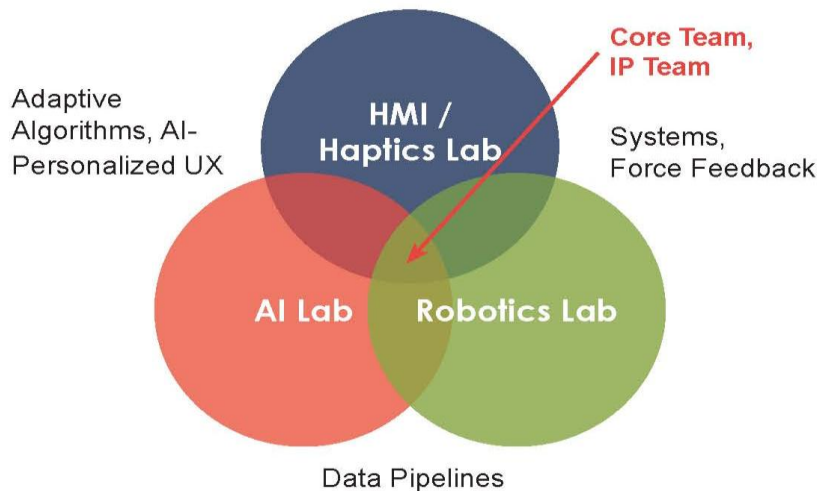 Core Team,
IP Team
Adaptive
Algorithms, AI-
Personalized UX
HMI /
Haptics Lab
Systems,
Force Feedback
AI Lab
Robotics Lab
Data Pipelines